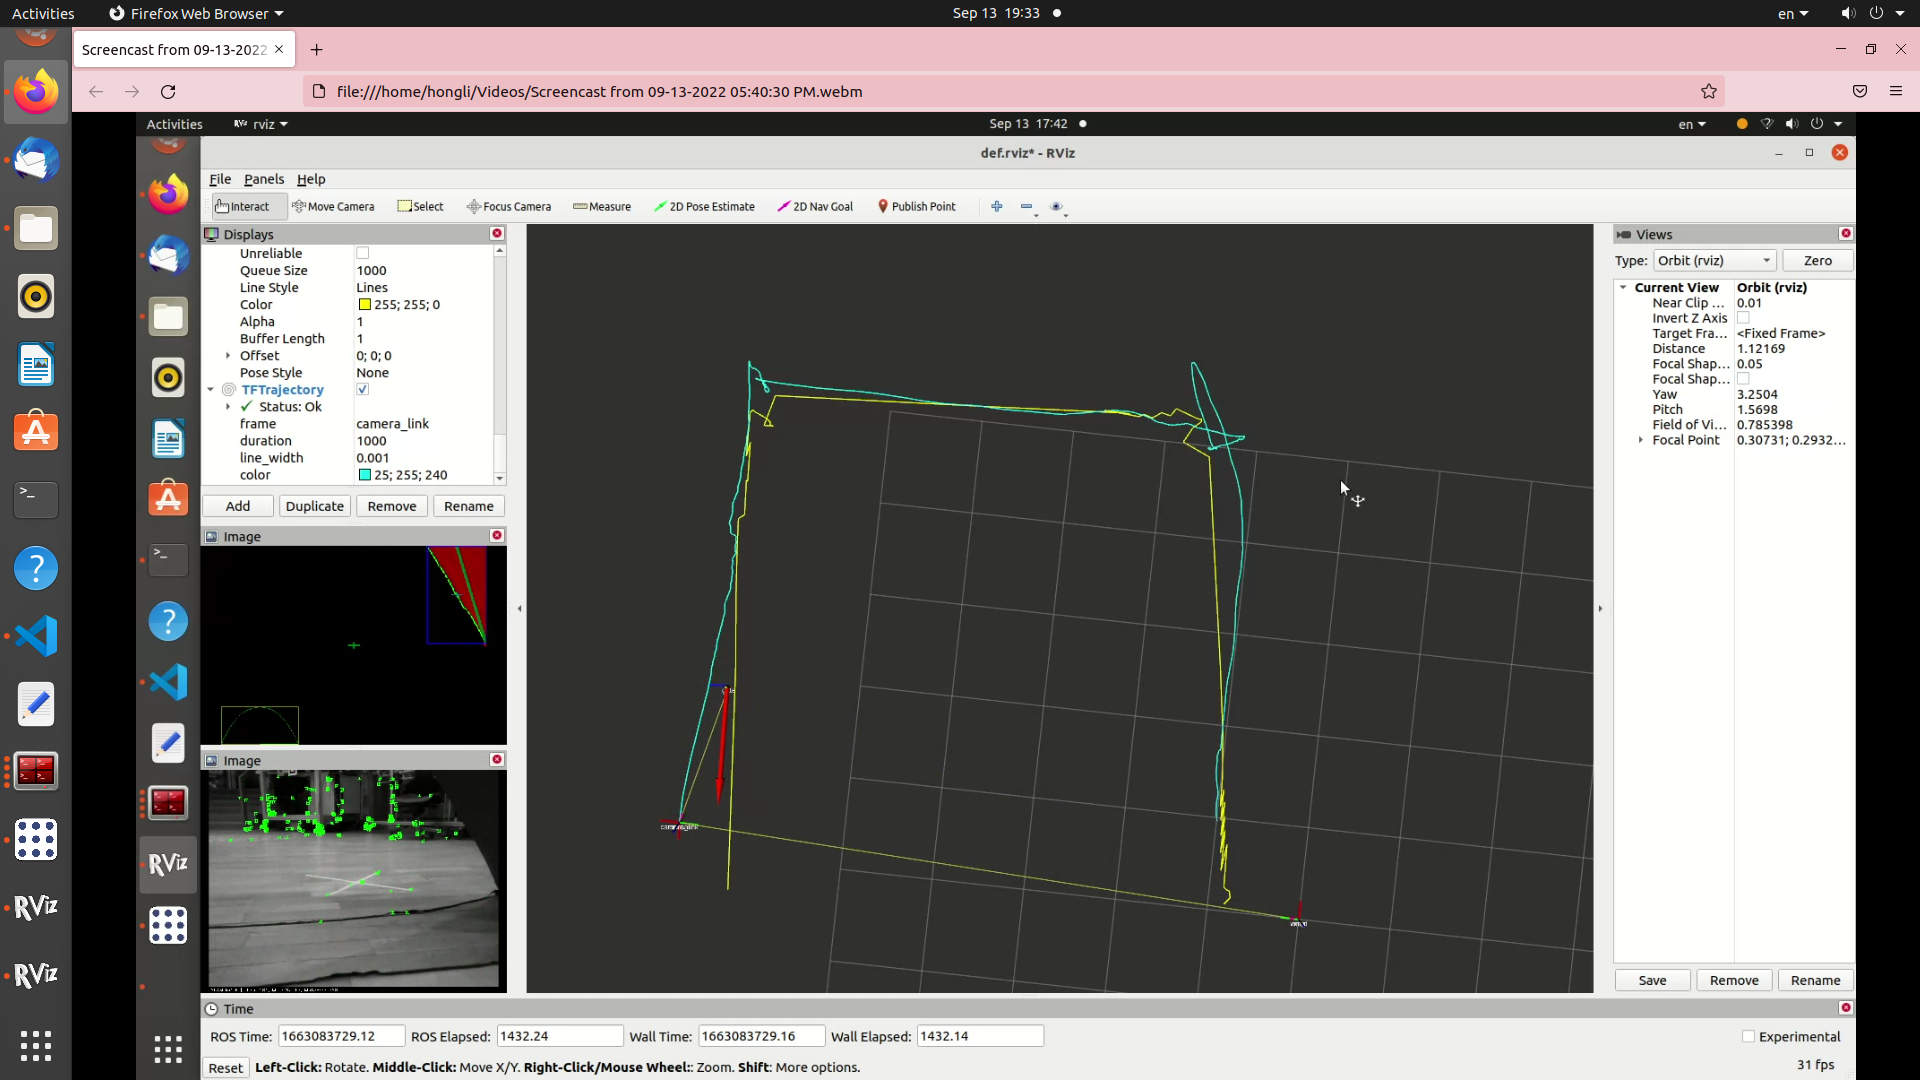 Activities Firefox Web Browser Sep 13 19:33 en
Screencast from 09-13-2022
file:///home/hongli/Videos/Screencast from 09-13-2022 05:40:30 PM.webm
Activities RViz rviz Sep 13 17:42 en
def.rviz* - RViz
File Panels Help
Interact Move Camera Select Focus Camera Measure 2D Pose Estimate 2D Nav Goal Publish Point
Displays
Unreliable
Queue Size 1000
Line Style Lines
Color 255; 255; 0
Alpha 1
Buffer Length 1
Offset 0; 0; 0
Pose Style None
TFTrajectory
Status: Ok
frame camera_link
duration 1000
line_width 0.001
color 25; 255; 240
Add Duplicate Remove Rename
Image
Image
Views
Type: Orbit (rviz) Zero
Current View Orbit (rviz)
Near Clip ... 0.01
Invert Z Axis
Target Fra... <Fixed Frame>
Distance 1.12169
Focal Shap... 0.05
Focal Shap...
Yaw 3.2504
Pitch 1.5698
Field of Vi... 0.785398
Focal Point 0.30731; 0.2932...
Save Remove Rename
RViz
RViz
RViz
Time
ROS Time: 1663083729.12 ROS Elapsed: 1432.24 Wall Time: 1663083729.16 Wall Elapsed: 1432.14 Experimental
Reset Left-Click: Rotate. Middle-Click: Move X/Y. Right-Click/Mouse Wheel:: Zoom. Shift: More options. 31 fps